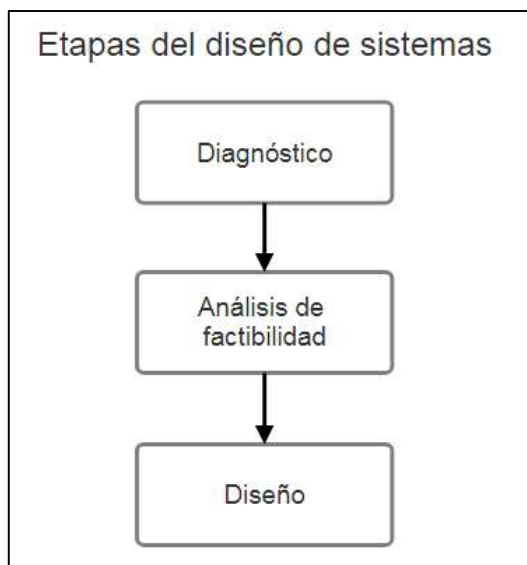 Etapas del diseño de sistemas
Diagnóstico
Análisis de
factibilidad
Diseño